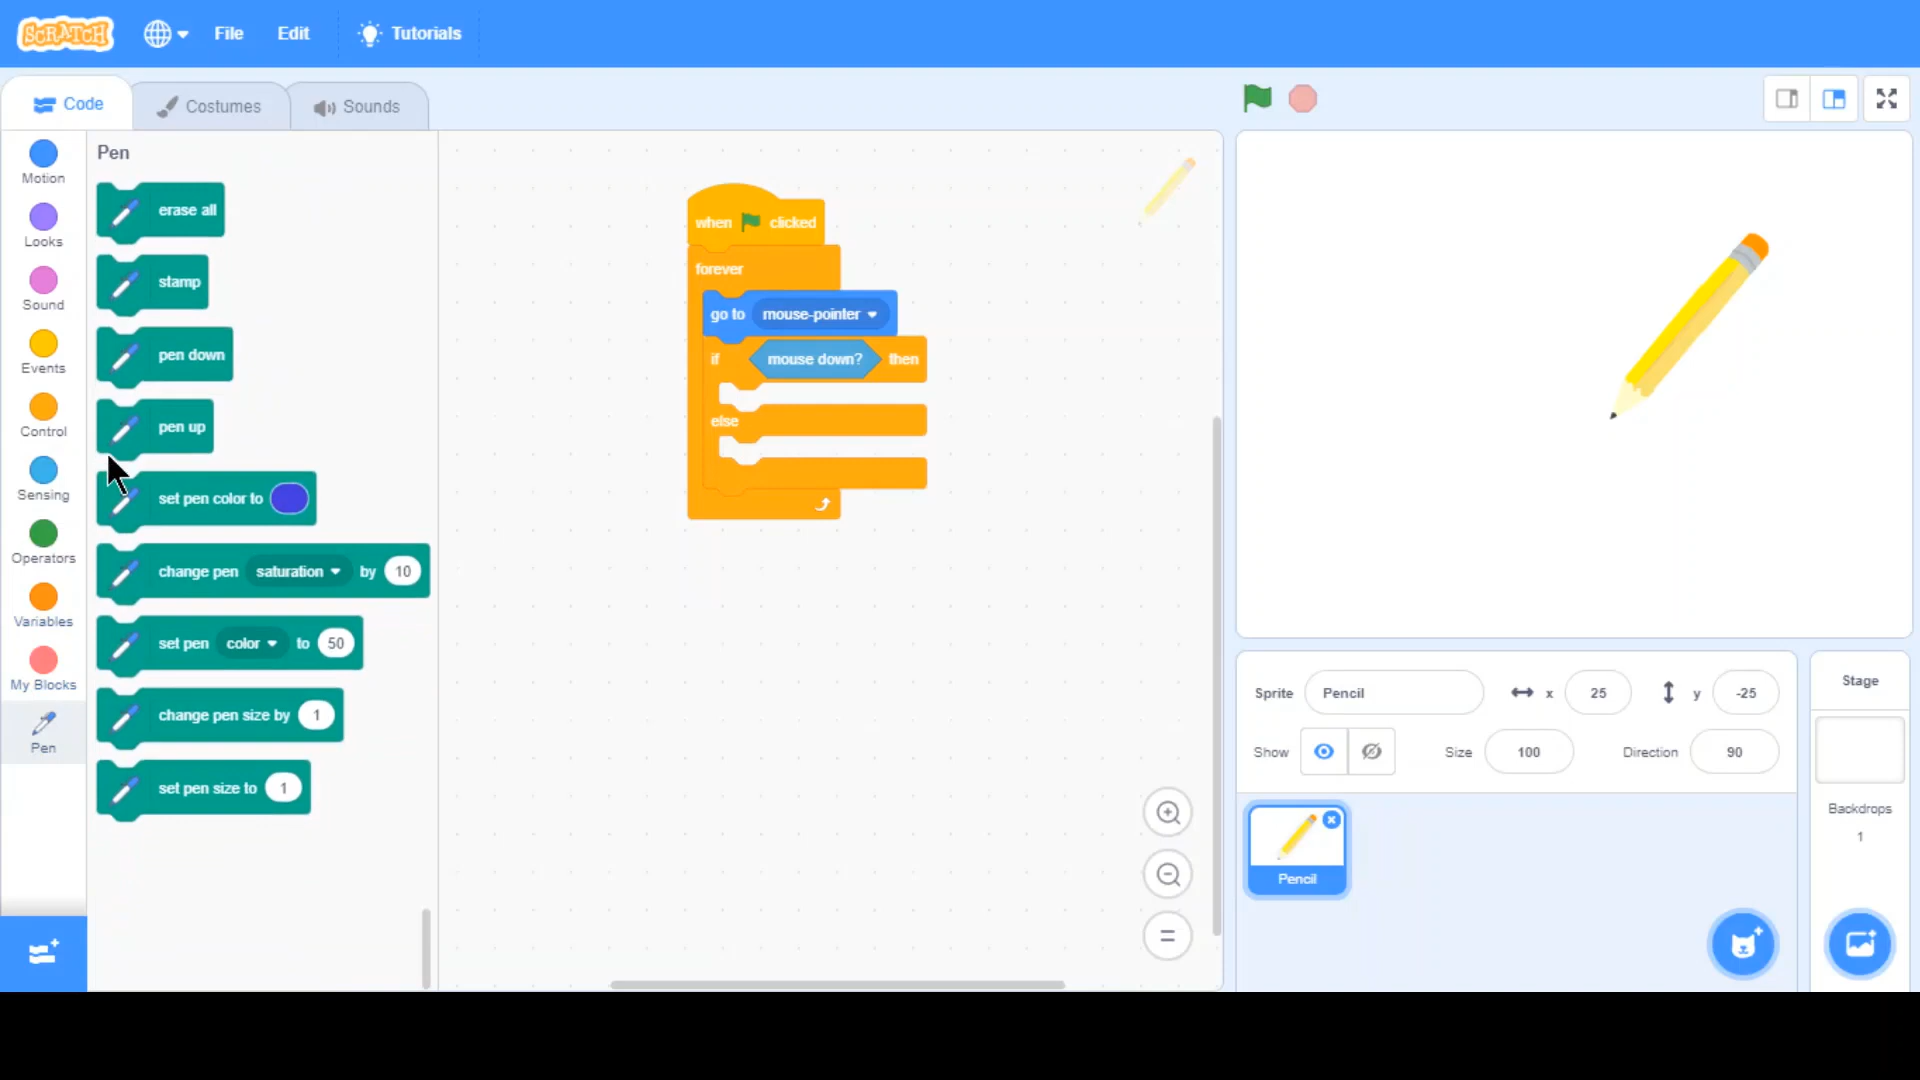 SCRATCH File Edit Tutorials
Code Costumes Sounds
Motion
Looks
Sound
Events
Control
Sensing
Operators
Variables
My Blocks
Pen
Pen
erase all
stamp
pen down
pen up
set pen color to
change pen saturation by 10
set pen color to 50
change pen size by 1
set pen size to 1
when clicked
forever
go to mouse-pointer
if mouse down? then
else
Sprite Pencil x 25 y -25
Show Size 100 Direction 90
Pencil
Stage
Backdrops
1